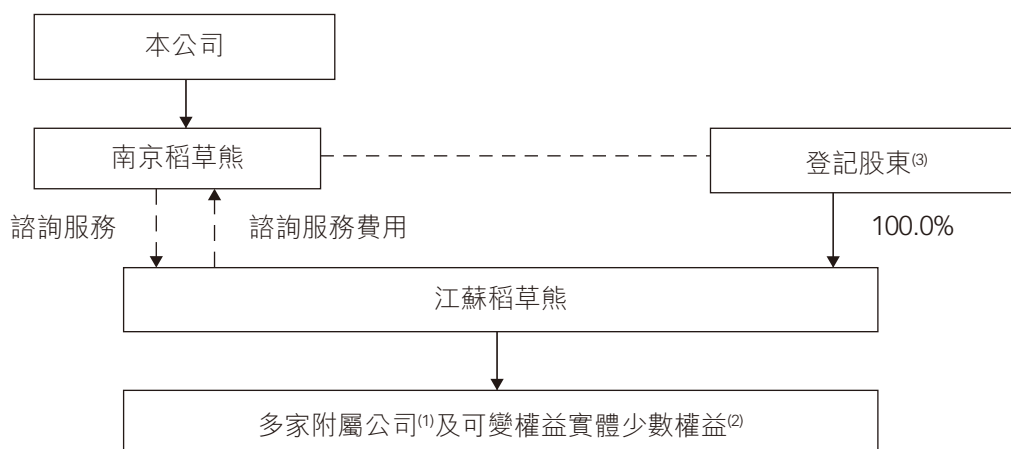 本公司
南京稻草熊
登記股東(3)
諮詢服務
諮詢服務費用
100.0%
江蘇稻草熊
多家附屬公司(1)及可變權益實體少數權益(2)